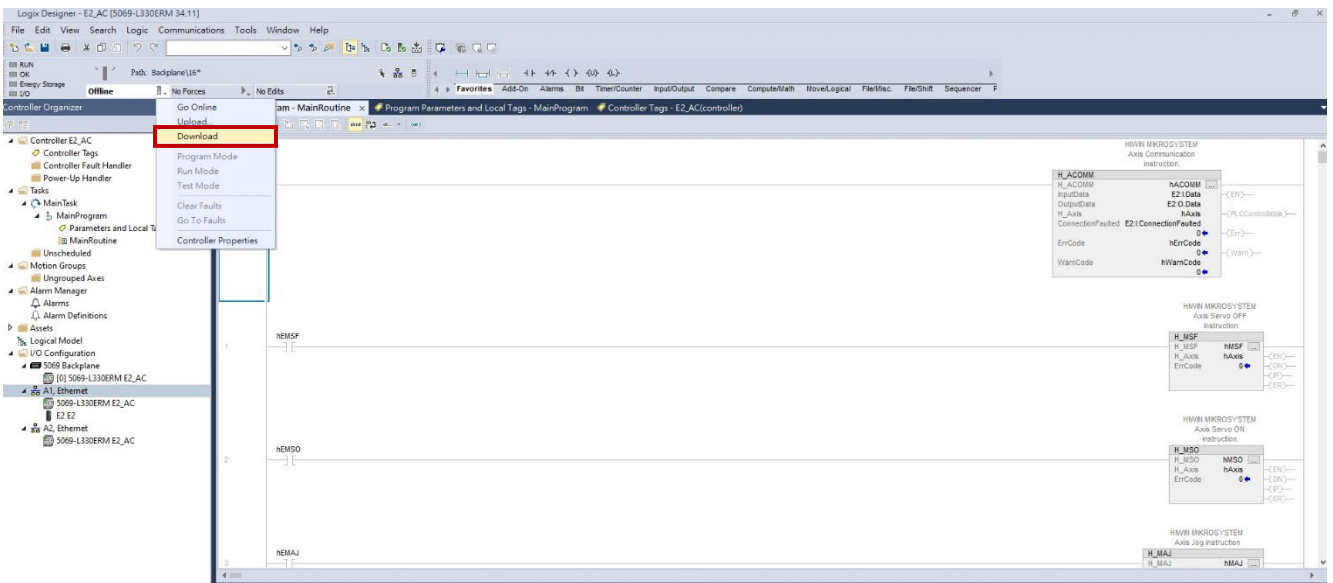 Logix Designer - E2_AC [5069-L330ERM 34.11]
File Edit View Search Logic Communications Tools Window Help
RUN
OK
Energy Storage
I/O
Path: Backplane\16*
Offline
No Forces
No Edits
Favorites Add-On Alarms Bit Timer/Counter Input/Output Compare Compute/Math Move/Logical File/Misc. File/Shift Sequencer
Controller Organizer
Go Online
Upload...
Download
Program Mode
Run Mode
Test Mode
Clear Faults
Go To Faults
Controller Properties
ram - MainRoutine
Program Parameters and Local Tags - MainProgram
Controller Tags - E2_AC(controller)
Controller E2_AC
Controller Tags
Controller Fault Handler
Power-Up Handler
Tasks
MainTask
MainProgram
Parameters and Local Ta
MainRoutine
Unscheduled
Motion Groups
Ungrouped Axes
Alarm Manager
Alarms
Alarm Definitions
Assets
Logical Model
I/O Configuration
5069 Backplane
[0] 5069-L330ERM E2_AC
A1, Ethernet
5069-L330ERM E2_AC
E2 E2
A2, Ethernet
5069-L330ERM E2_AC
HIWIN MIKROSYSTEM
Axis Communication
instruction.
H_ACOMM
H_ACOMM hACOMM
InputData E2:I.Data
OutputData E2:O.Data
H_Axis hAxis
ConnectionFaulted E2:I.ConnectionFaulted
0
ErrCode hErrCode
0
WarnCode hWarnCode
0
(EN)
(PLCControllable)
(Err)
(Warn)
1
hEMSF
HIWIN MIKROSYSTEM
Axis Servo OFF
instruction
H_MSF
H_MSF hMSF
H_Axis hAxis
ErrCode 0
(EN)
(DN)
(IP)
(ER)
2
hEMSO
HIWIN MIKROSYSTEM
Axis Servo ON
instruction.
H_MSO
H_MSO hMSO
H_Axis hAxis
ErrCode 0
(EN)
(DN)
(IP)
(ER)
3
hEMAJ
HIWIN MIKROSYSTEM
Axis Jog instruction
H_MAJ
H_MAJ hMAJ